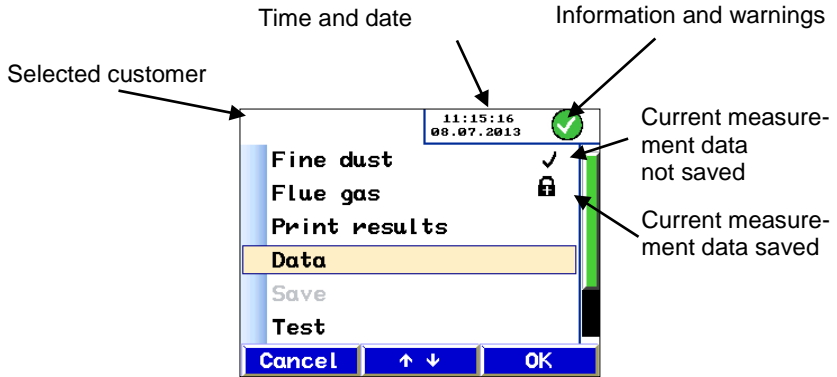 Time and date
Information and warnings
Selected customer
11:15:16
08.07.2013
Current measure-
ment data
not saved
Fine dust
Flue gas
Print results
Current measure-
ment data saved
Data
Save
Test
Cancel
OK